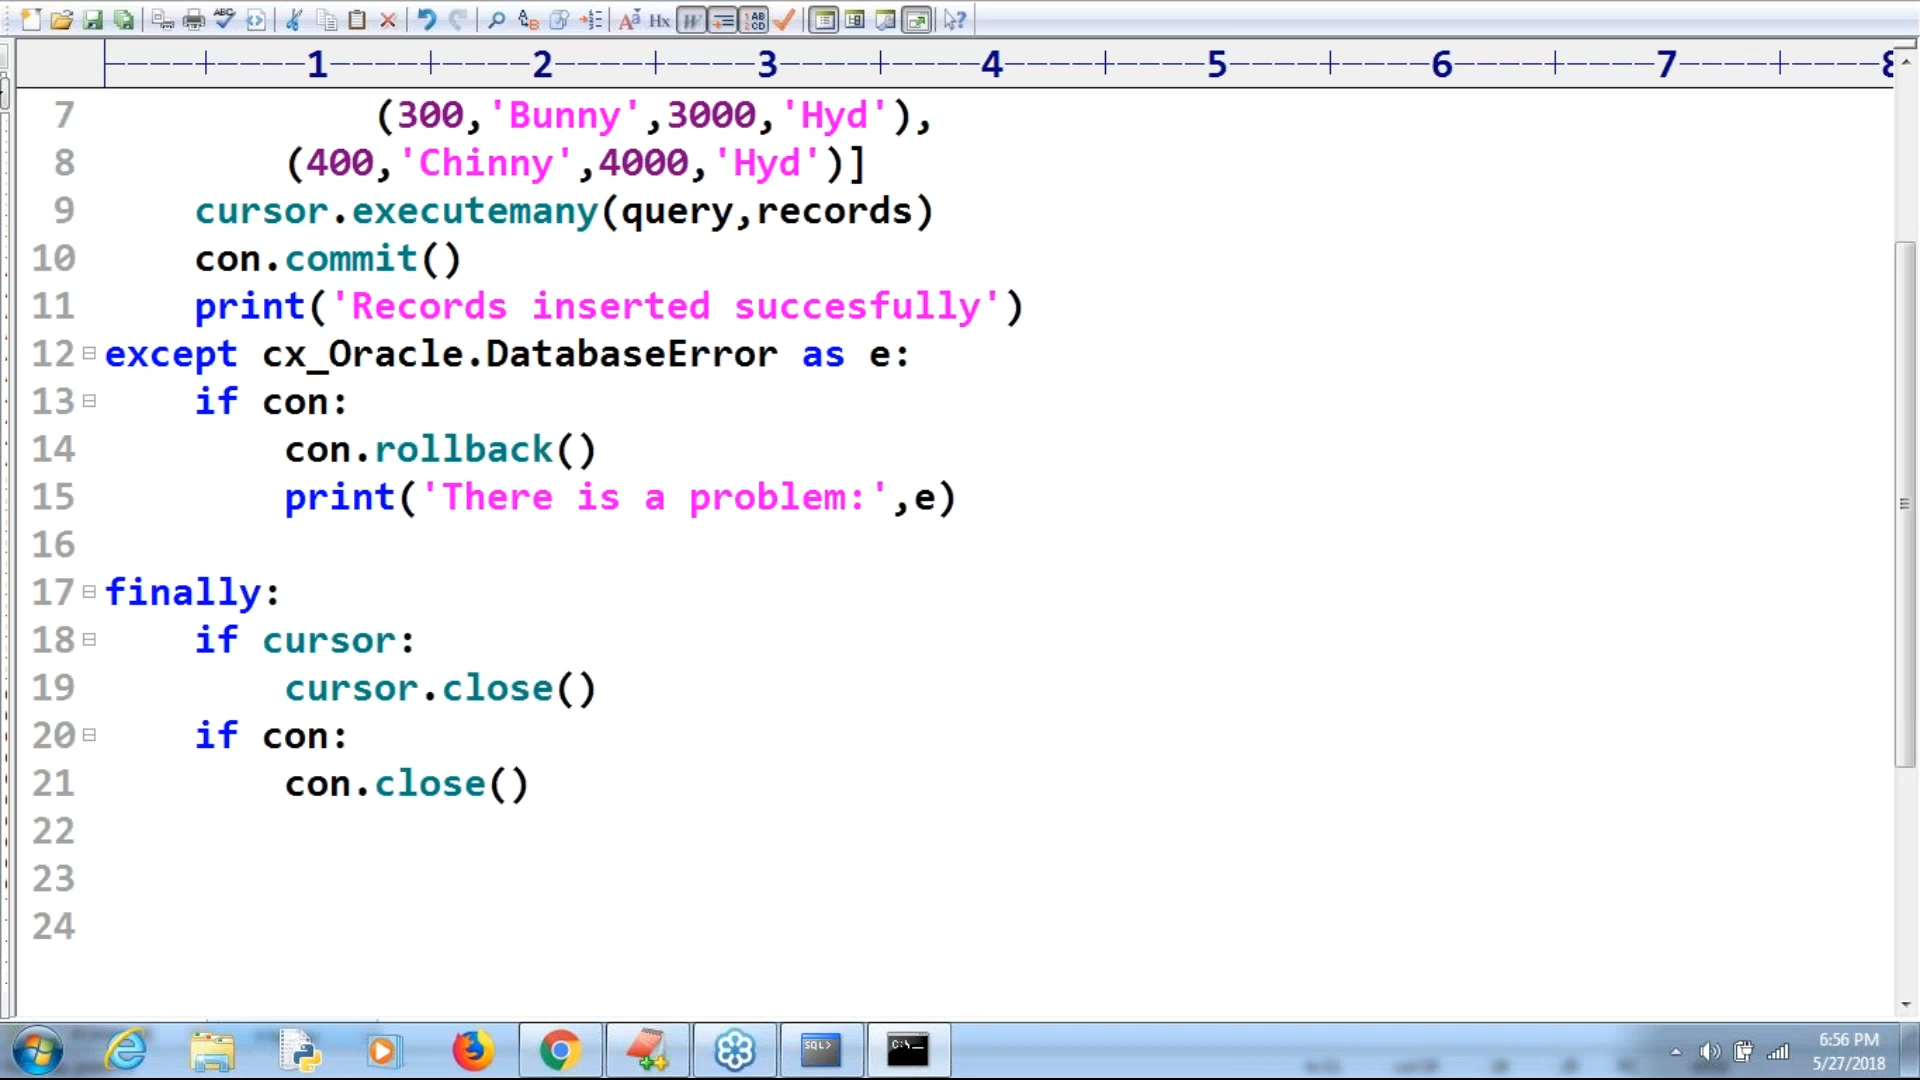 ----+----1----+----2----+----3----+----4----+----5----+----6----+----7----+----8
7 (300,'Bunny',3000,'Hyd'),
8 (400,'Chinny',4000,'Hyd')]
9 cursor.executemany(query,records)
10 con.commit()
11 print('Records inserted succesfully')
12 except cx_Oracle.DatabaseError as e:
13 if con:
14 con.rollback()
15 print('There is a problem:',e)
16
17 finally:
18 if cursor:
19 cursor.close()
20 if con:
21 con.close()
22
23
24
SQL>
C:\_
6:56 PM
5/27/2018